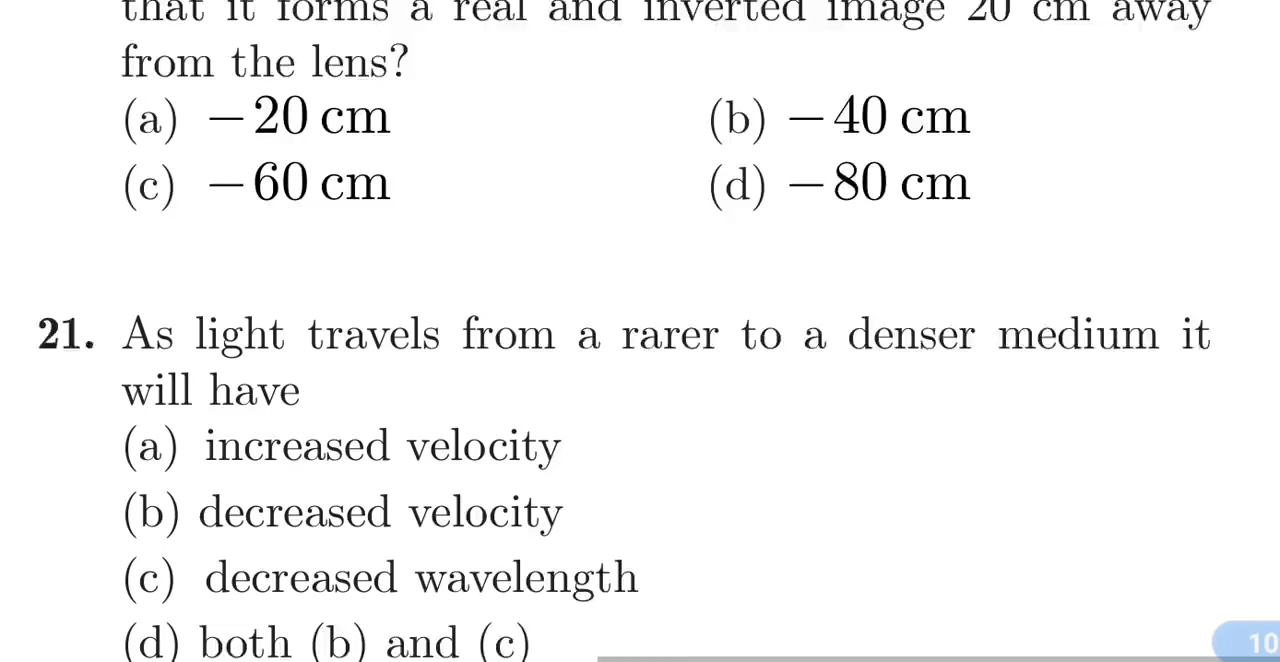 that it forms a real and inverted image 20 cm away
from the lens?
(a) −20 cm (b) −40 cm
(c) −60 cm (d) −80 cm
21. As light travels from a rarer to a denser medium it
will have
(a) increased velocity
(b) decreased velocity
(c) decreased wavelength
(d) both (b) and (c)
10